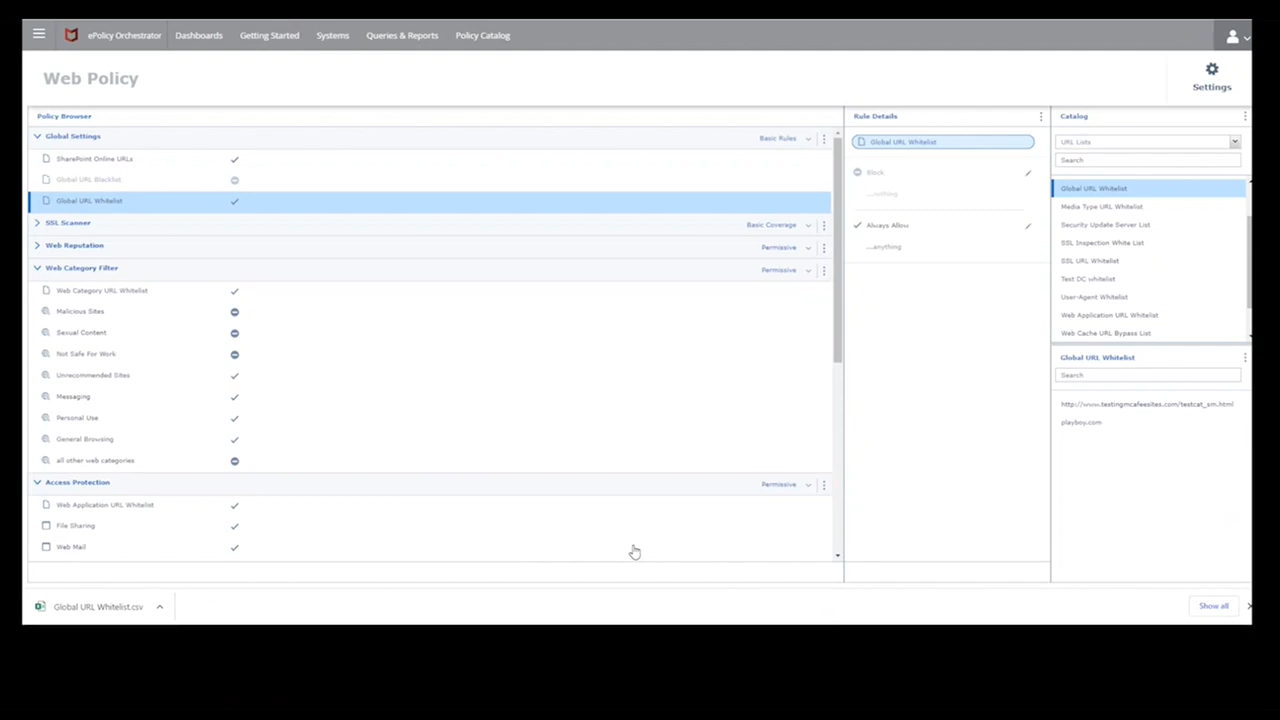 ePolicy Orchestrator
Dashboards
Getting Started
Systems
Queries & Reports
Policy Catalog
Web Policy
Settings
Policy Browser
Global Settings
Basic Rules
SharePoint Online URLs
Global URL Blacklist
Global URL Whitelist
SSL Scanner
Basic Coverage
Web Reputation
Permissive
Web Category Filter
Permissive
Web Category URL Whitelist
Malicious Sites
Sexual Content
Not Safe For Work
Unrecommended Sites
Messaging
Personal Use
General Browsing
all other web categories
Access Protection
Permissive
Web Application URL Whitelist
File Sharing
Web Mail
Rule Details
Global URL Whitelist
Block
...nothing
Always Allow
...anything
Catalog
URL Lists
Search
Global URL Whitelist
Media Type URL Whitelist
Security Update Server List
SSL Inspection White List
SSL URL Whitelist
Test DC whitelist
User-Agent Whitelist
Web Application URL Whitelist
Web Cache URL Bypass List
Global URL Whitelist
Search
http://www.testingmcafeesites.com/testcat_sm.html
playboy.com
Global URL Whitelist.csv
Show all